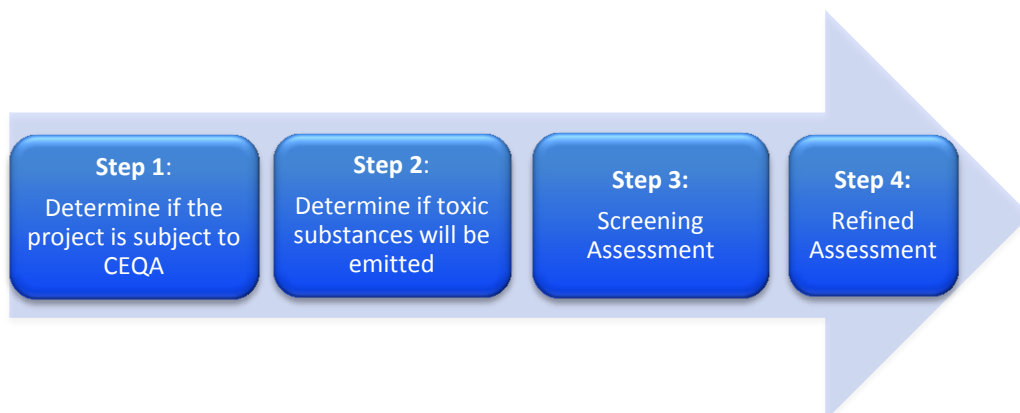 Step 1:
Determine if the
project is subject to
CEQA
Step 2:
Determine if toxic
substances will be
emitted
Step 3:
Screening
Assessment
Step 4:
Refined
Assessment